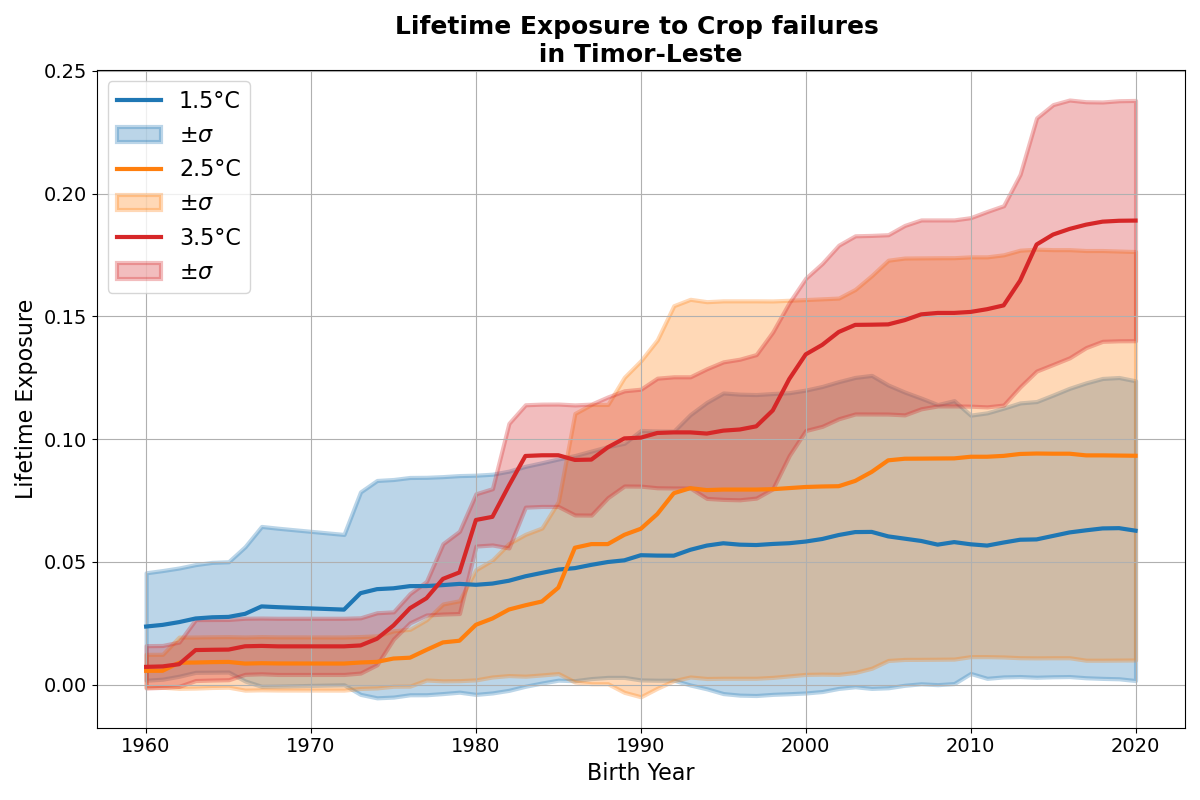 Lifetime Exposure to Crop failures
in Timor-Leste
0.25
0.20
0.15
0.10
0.05
0.00
Lifetime Exposure
1.5°C
±σ
2.5°C
±σ
3.5°C
±σ
1960 1970 1980 1990 2000 2010 2020
Birth Year